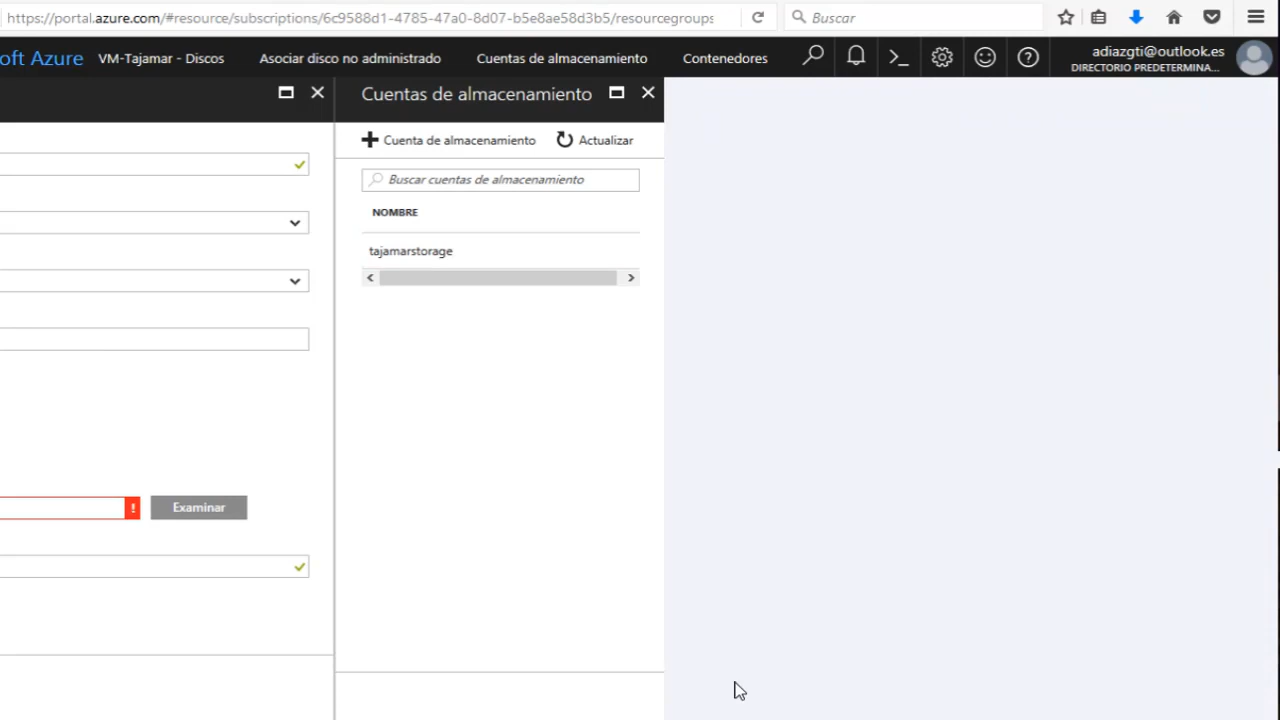 https://portal.azure.com/#resource/subscriptions/6c9588d1-4785-47a0-8d07-b5e8ae58d3b5/resourcegroups
Buscar
oft Azure VM-Tajamar - Discos Asociar disco no administrado Cuentas de almacenamiento Contenedores
adiazgti@outlook.es
DIRECTORIO PREDETERMINA...
Cuentas de almacenamiento
Cuenta de almacenamiento Actualizar
Buscar cuentas de almacenamiento
NOMBRE
tajamarstorage
Examinar